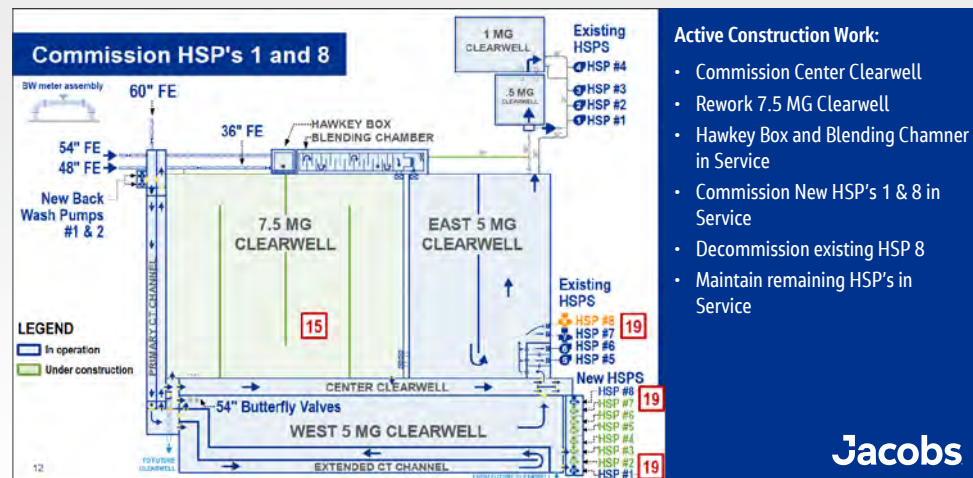 Commission HSP's 1 and 8
BW meter assembly
60" FE
54" FE
48" FE
36" FE
HAWKEY BOX
BLENDING CHAMBER
New Back
Wash Pumps
#1 & 2
PRIMARY CT CHANNEL
1 MG
CLEARWELL
.5 MG
CLEARWELL
Existing
HSPS
HSP #4
HSP #3
HSP #2
HSP #1
7.5 MG
CLEARWELL
EAST 5 MG
CLEARWELL
15
Existing
HSPS
HSP #8
19
HSP #7
HSP #6
HSP #5
LEGEND
In operation
Under construction
CENTER CLEARWELL
54" Butterfly Valves
WEST 5 MG CLEARWELL
EXTENDED CT CHANNEL
TO FUTURE
CLEARWELL
New HSPS
HSP #8
19
HSP #7
HSP #6
HSP #5
HSP #4
HSP #3
HSP #2
19
HSP #1
12
Active Construction Work:
• Commission Center Clearwell
• Rework 7.5 MG Clearwell
• Hawkey Box and Blending Chamner
in Service
• Commission New HSP's 1 & 8 in
Service
• Decommission existing HSP 8
• Maintain remaining HSP's in
Service
Jacobs